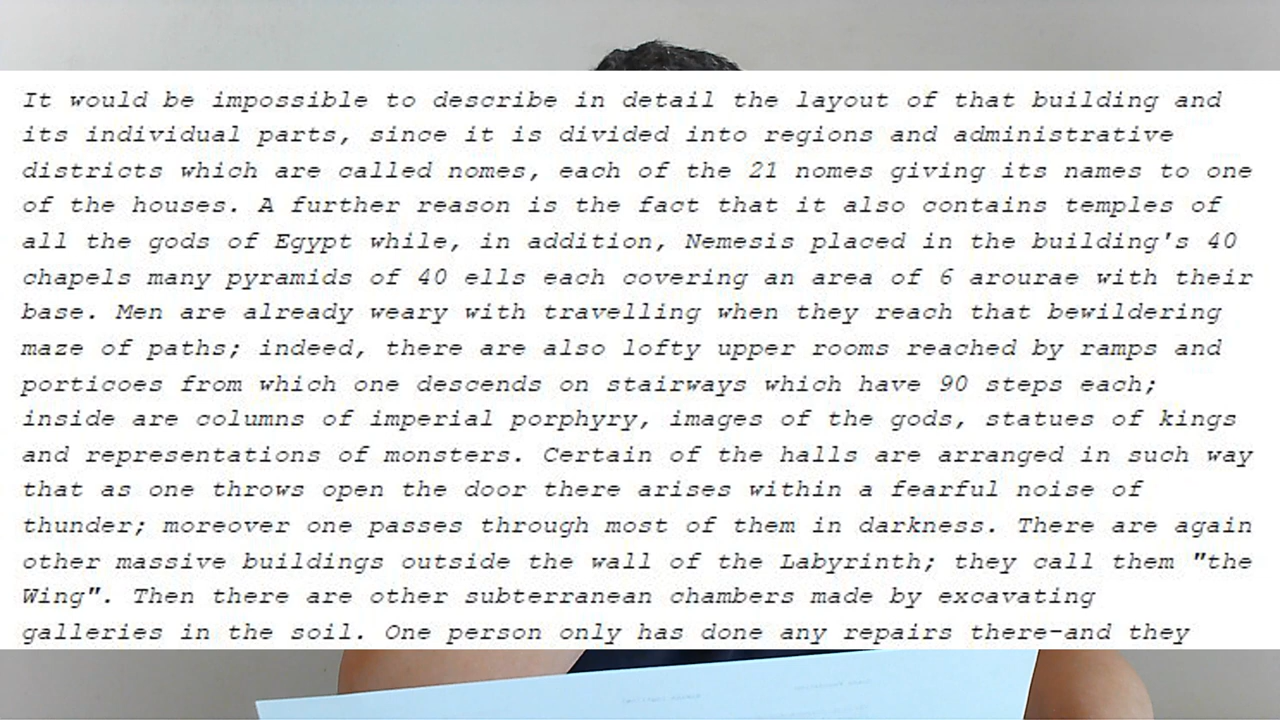 It would be impossible to describe in detail the layout of that building and
its individual parts, since it is divided into regions and administrative
districts which are called nomes, each of the 21 nomes giving its names to one
of the houses. A further reason is the fact that it also contains temples of
all the gods of Egypt while, in addition, Nemesis placed in the building's 40
chapels many pyramids of 40 ells each covering an area of 6 arourae with their
base. Men are already weary with travelling when they reach that bewildering
maze of paths; indeed, there are also lofty upper rooms reached by ramps and
porticoes from which one descends on stairways which have 90 steps each;
inside are columns of imperial porphyry, images of the gods, statues of kings
and representations of monsters. Certain of the halls are arranged in such way
that as one throws open the door there arises within a fearful noise of
thunder; moreover one passes through most of them in darkness. There are again
other massive buildings outside the wall of the Labyrinth; they call them "the
Wing". Then there are other subterranean chambers made by excavating
galleries in the soil. One person only has done any repairs there-and they